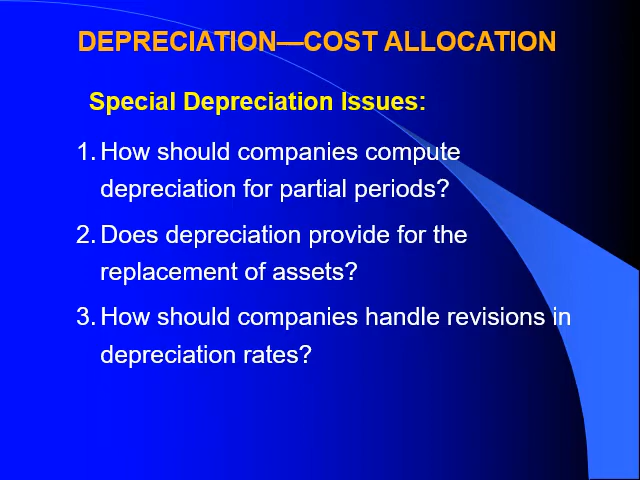 DEPRECIATION—COST ALLOCATION
Special Depreciation Issues:
1. How should companies compute
depreciation for partial periods?
2. Does depreciation provide for the
replacement of assets?
3. How should companies handle revisions in
depreciation rates?